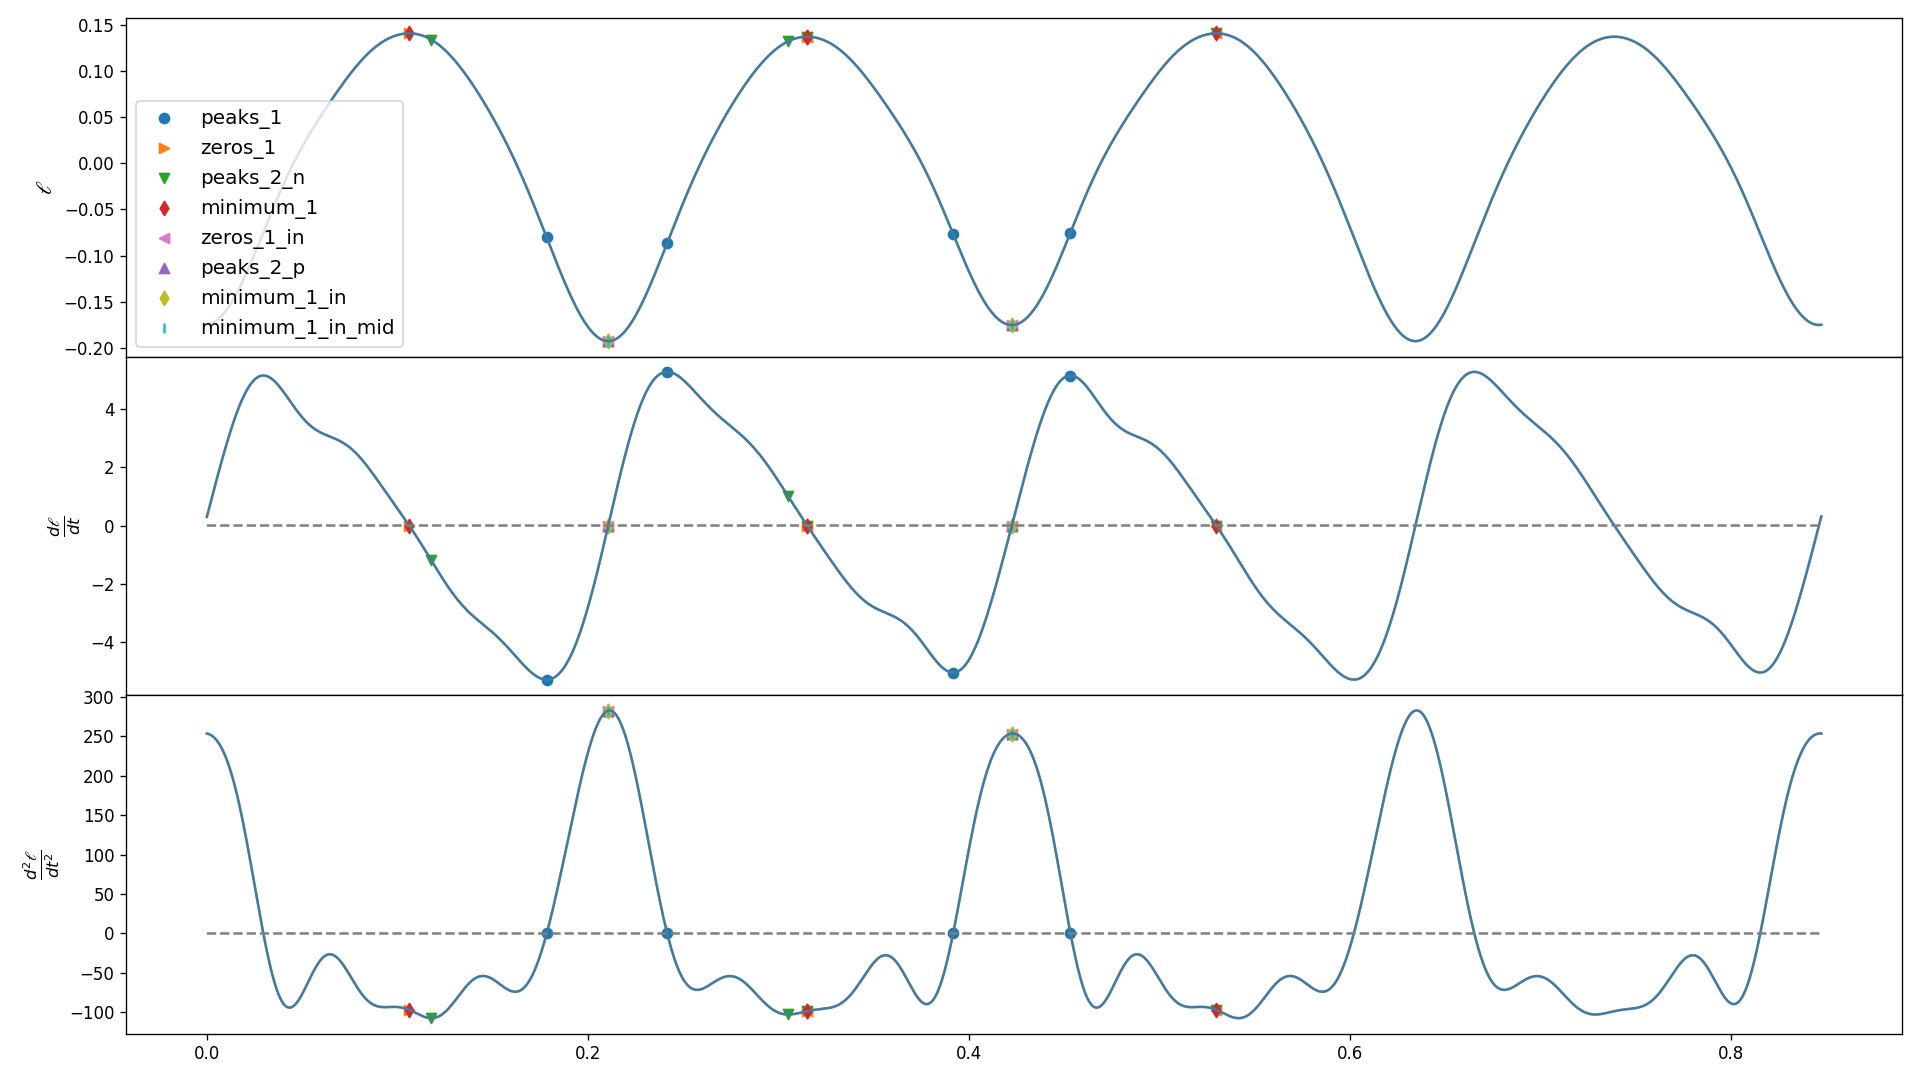 0.15
0.10
0.05
0.00
−0.05
−0.10
−0.15
−0.20
ℓ
peaks_1
zeros_1
peaks_2_n
minimum_1
zeros_1_in
peaks_2_p
minimum_1_in
minimum_1_in_mid
4
2
0
−2
−4
dℓ
dt
300
250
200
150
100
50
0
−50
−100
d²ℓ
dt²
0.0 0.2 0.4 0.6 0.8